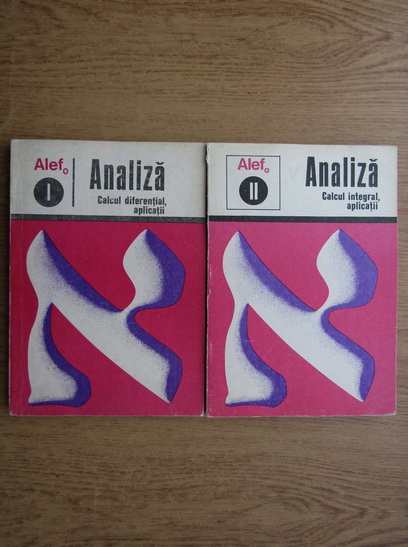 Alef₀
I
Analiză
Calcul diferențial,
aplicații
א
Alef₀
II
Analiză
Calcul integral,
aplicații
א